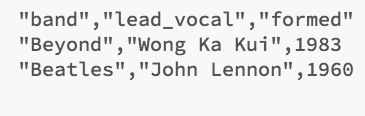 "band","lead_vocal","formed"
"Beyond","Wong Ka Kui",1983
"Beatles","John Lennon",1960